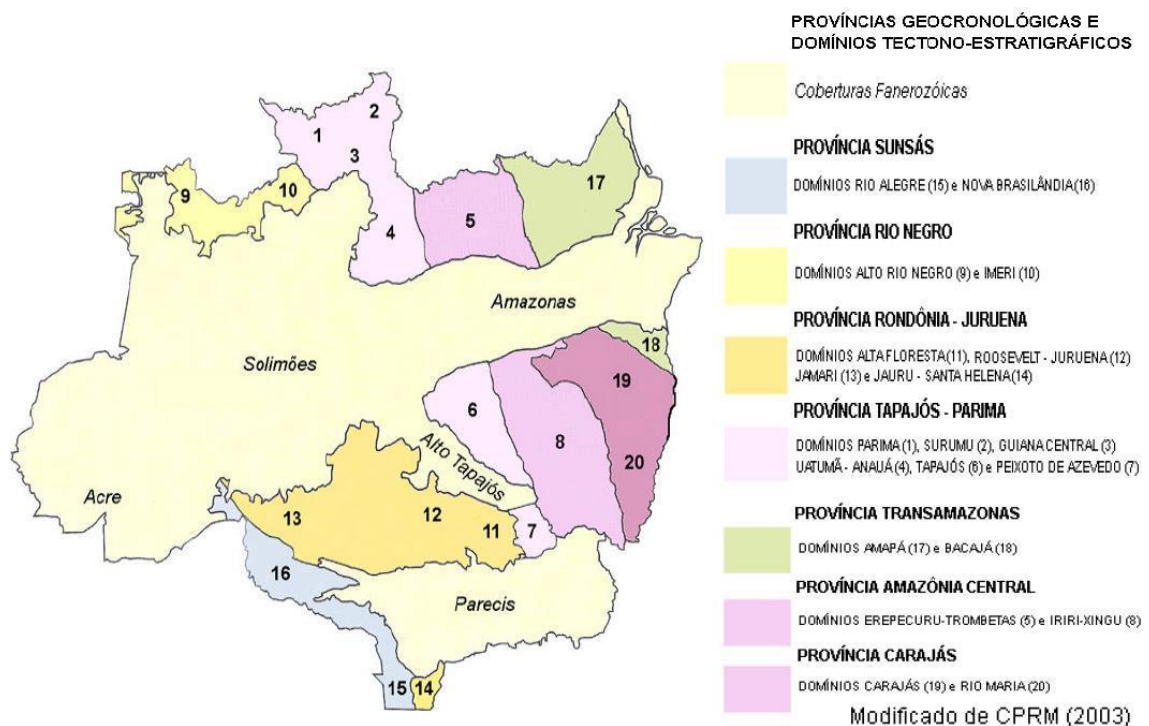 PROVÍNCIAS GEOCRONOLÓGICAS E
DOMÍNIOS TECTONO-ESTRATIGRÁFICOS
Coberturas Fanerozóicas
PROVÍNCIA SUNSÁS
DOMÍNIOS RIO ALEGRE (15) e NOVA BRASILÂNDIA (16)
PROVÍNCIA RIO NEGRO
DOMÍNIOS ALTO RIO NEGRO (9) e IMERI (10)
PROVÍNCIA RONDÔNIA - JURUENA
DOMÍNIOS ALTA FLORESTA (11), ROOSEVELT - JURUENA (12)
JAMARI (13) e JAURU - SANTA HELENA (14)
PROVÍNCIA TAPAJÓS - PARIMA
DOMÍNIOS PARIMA (1), SURUMU (2), GUIANA CENTRAL (3)
UATUMÃ - ANAUÁ (4), TAPAJÓS (6) e PEIXOTO DE AZEVEDO (7)
PROVÍNCIA TRANSAMAZONAS
DOMÍNIOS AMAPÁ (17) e BACAJÁ (18)
PROVÍNCIA AMAZÔNIA CENTRAL
DOMÍNIOS EREPECURU-TROMBETAS (5) e IRIRI-XINGU (8)
PROVÍNCIA CARAJÁS
DOMÍNIOS CARAJÁS (19) e RIO MARIA (20)
Modificado de CPRM (2003)
2
1
3
17
9
10
5
4
Amazonas
18
Solimões
19
6
8
Alto Tapajós
20
Acre
13
12
11
7
16
Parecis
15
14